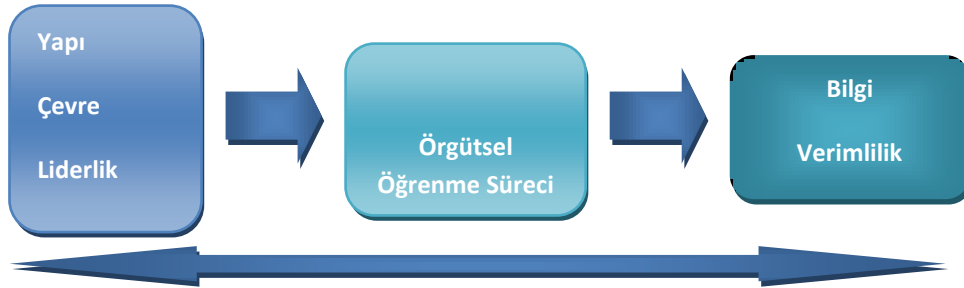 Yapı
Çevre
Liderlik
Örgütsel
Öğrenme Süreci
Bilgi
Verimlilik